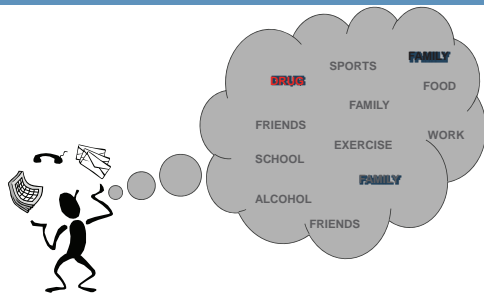 SPORTS
FAMILY
DRUG
FOOD
FAMILY
FRIENDS
WORK
EXERCISE
SCHOOL
FAMILY
ALCOHOL
FRIENDS